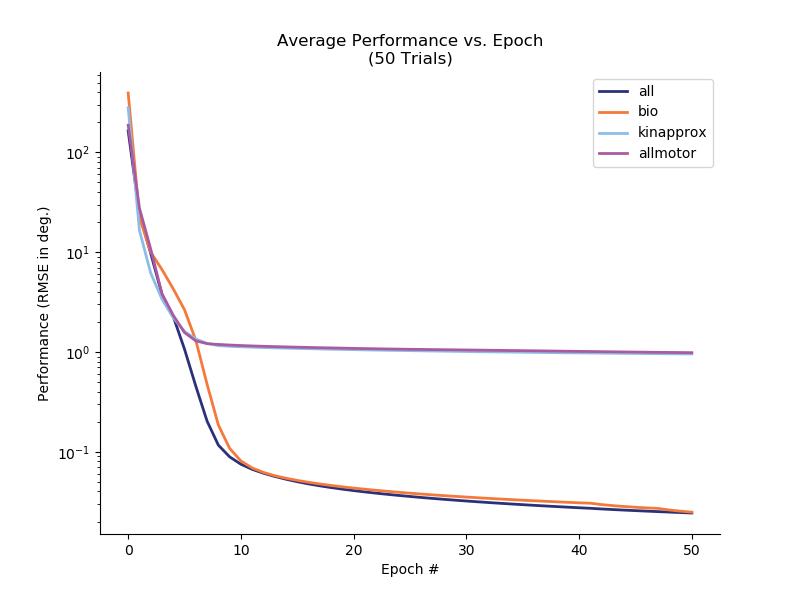 Average Performance vs. Epoch
(50 Trials)
all
bio
kinapprox
allmotor
Performance (RMSE in deg.)
10²
10¹
10⁰
10⁻¹
0 10 20 30 40 50
Epoch #